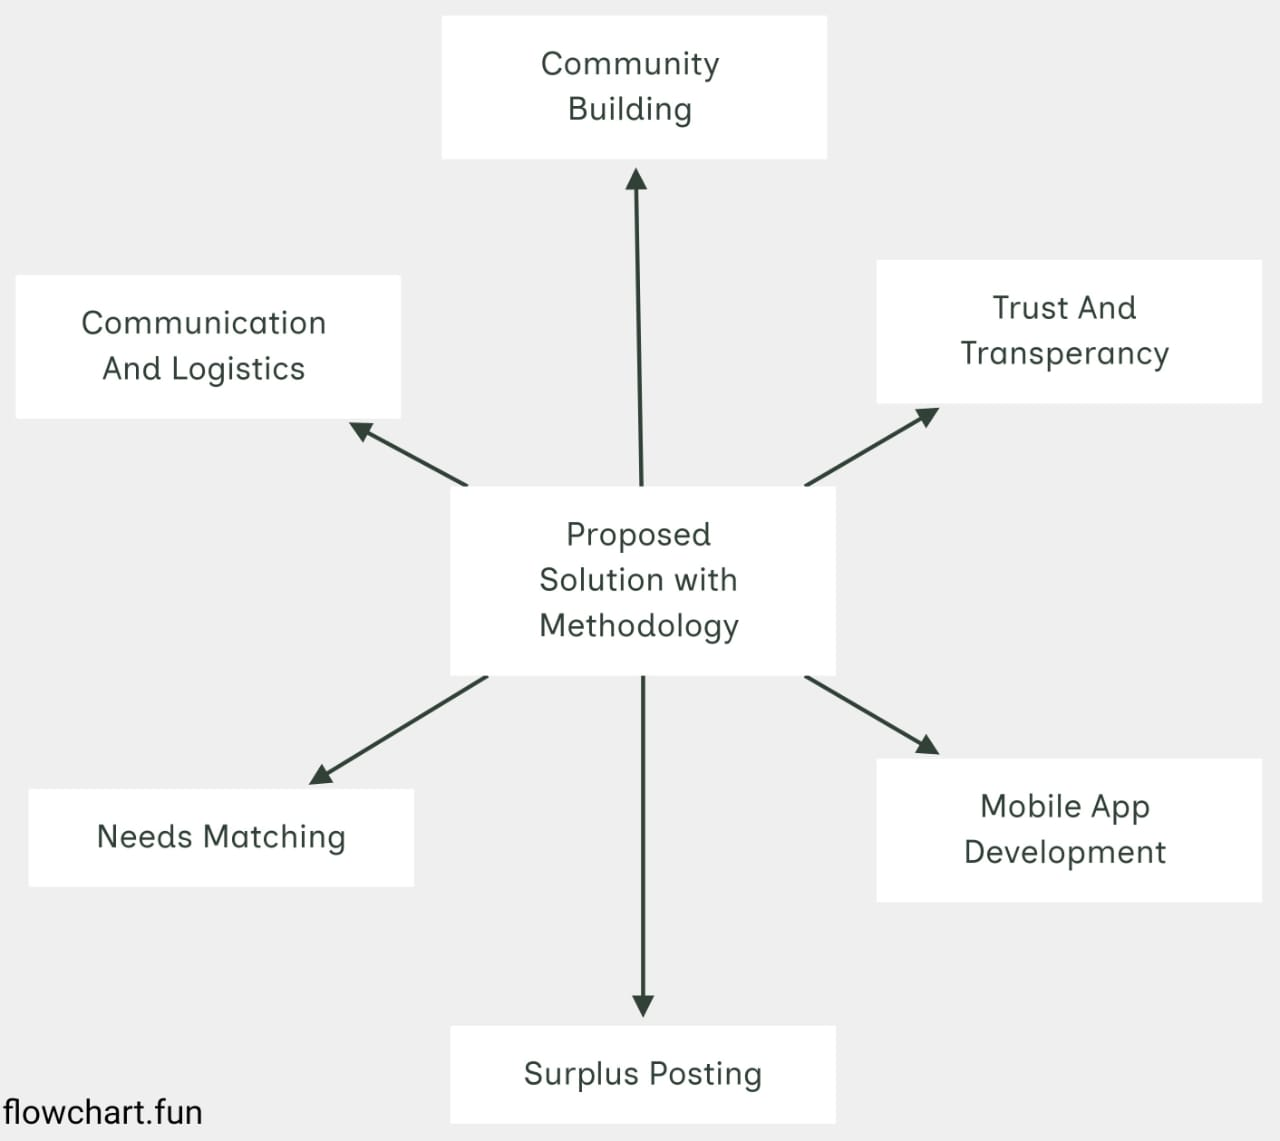 Community
Building
Communication
And Logistics
Trust And
Transperancy
Proposed
Solution with
Methodology
Needs Matching
Mobile App
Development
Surplus Posting
flowchart.fun